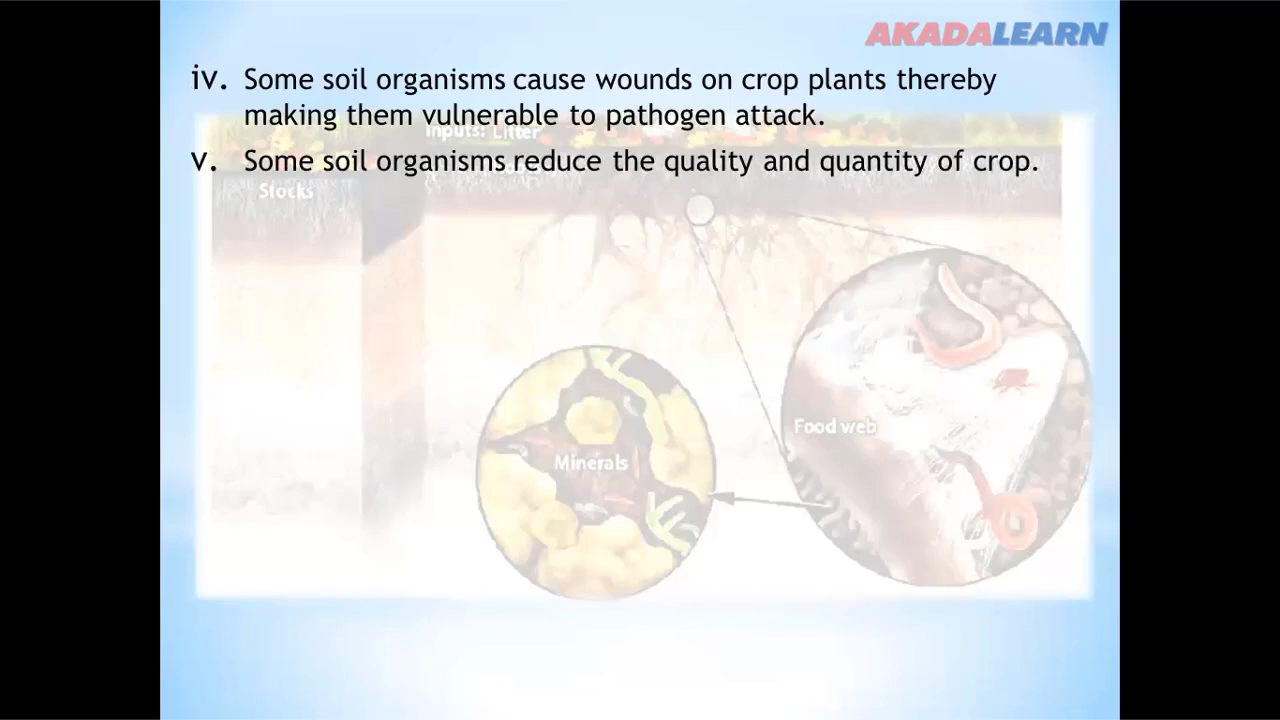 AKADALEARN
iv. Some soil organisms cause wounds on crop plants thereby
making them vulnerable to pathogen attack.
Inputs: Litter
v. Some soil organisms reduce the quality and quantity of crop.
Stocks
Food web
Minerals